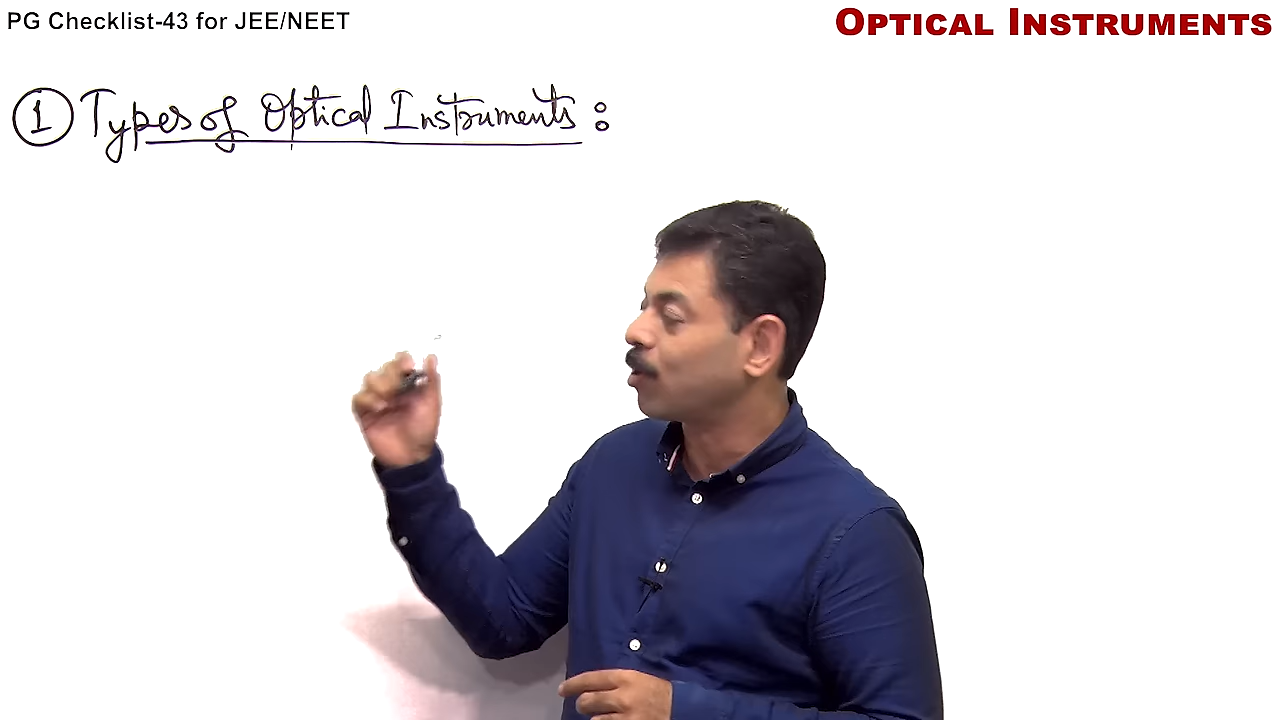 PG Checklist-43 for JEE/NEET
OPTICAL INSTRUMENTS
1 Types of Optical Instruments :